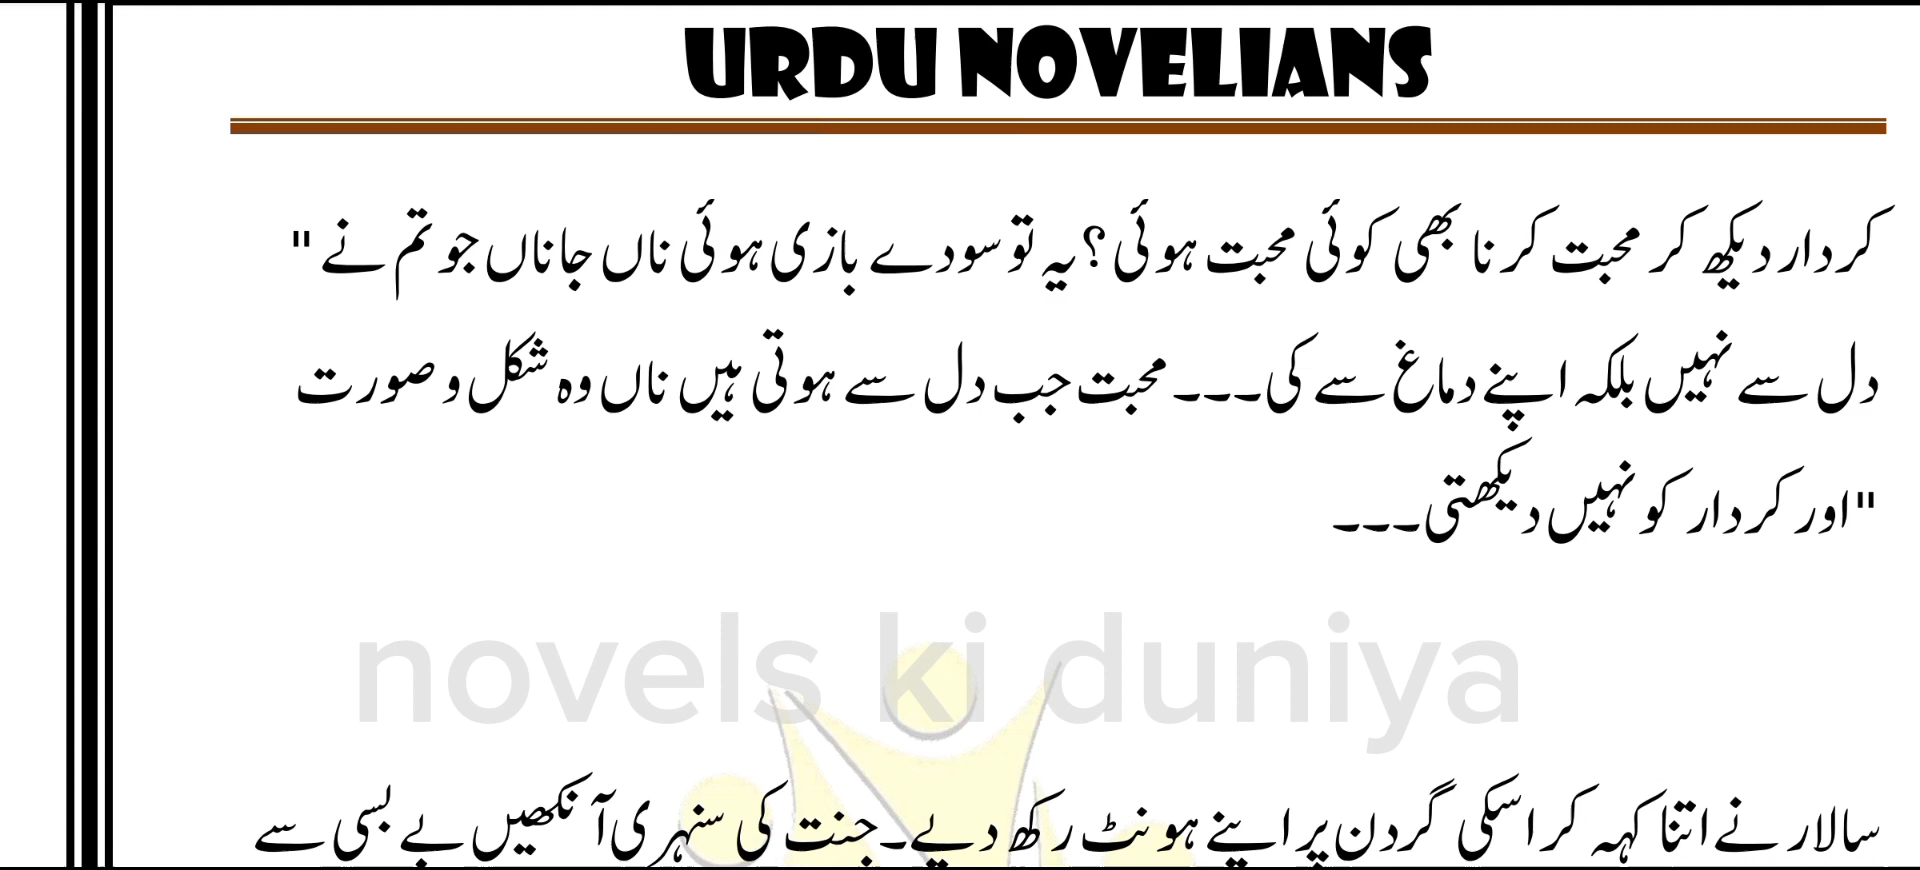 URDU NOVELIANS
کردار دیکھ کر محبت کرنا بھی کوئی محبت ہوئی؟ یہ تو سودے بازی ہوئی ناں جاناں جو تم نے "
دل سے نہیں بلکہ اپنے دماغ سے کی۔۔۔ محبت جب دل سے ہوتی ہیں ناں وہ شکل و صورت
"اور کردار کو نہیں دیکھتی۔۔۔
novels ki duniya
سالار نے اتنا کہہ کر اسکی گردن پر اپنے ہونٹ رکھ دیے۔ جنت کی سنہری آنکھیں بے بسی سے